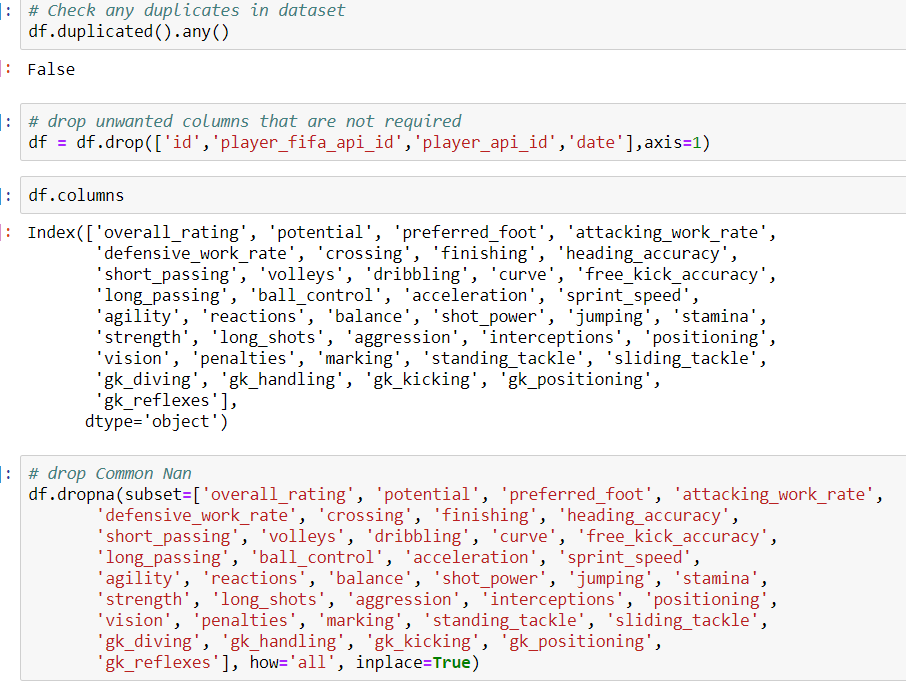 ]: # Check any duplicates in dataset
df.duplicated().any()
]: False
]: # drop unwanted columns that are not required
df = df.drop(['id','player_fifa_api_id','player_api_id','date'],axis=1)
]: df.columns
]: Index(['overall_rating', 'potential', 'preferred_foot', 'attacking_work_rate',
'defensive_work_rate', 'crossing', 'finishing', 'heading_accuracy',
'short_passing', 'volleys', 'dribbling', 'curve', 'free_kick_accuracy',
'long_passing', 'ball_control', 'acceleration', 'sprint_speed',
'agility', 'reactions', 'balance', 'shot_power', 'jumping', 'stamina',
'strength', 'long_shots', 'aggression', 'interceptions', 'positioning',
'vision', 'penalties', 'marking', 'standing_tackle', 'sliding_tackle',
'gk_diving', 'gk_handling', 'gk_kicking', 'gk_positioning',
'gk_reflexes'],
dtype='object')
]: # drop Common Nan
df.dropna(subset=['overall_rating', 'potential', 'preferred_foot', 'attacking_work_rate',
'defensive_work_rate', 'crossing', 'finishing', 'heading_accuracy',
'short_passing', 'volleys', 'dribbling', 'curve', 'free_kick_accuracy',
'long_passing', 'ball_control', 'acceleration', 'sprint_speed',
'agility', 'reactions', 'balance', 'shot_power', 'jumping', 'stamina',
'strength', 'long_shots', 'aggression', 'interceptions', 'positioning',
'vision', 'penalties', 'marking', 'standing_tackle', 'sliding_tackle',
'gk_diving', 'gk_handling', 'gk_kicking', 'gk_positioning',
'gk_reflexes'], how='all', inplace=True)